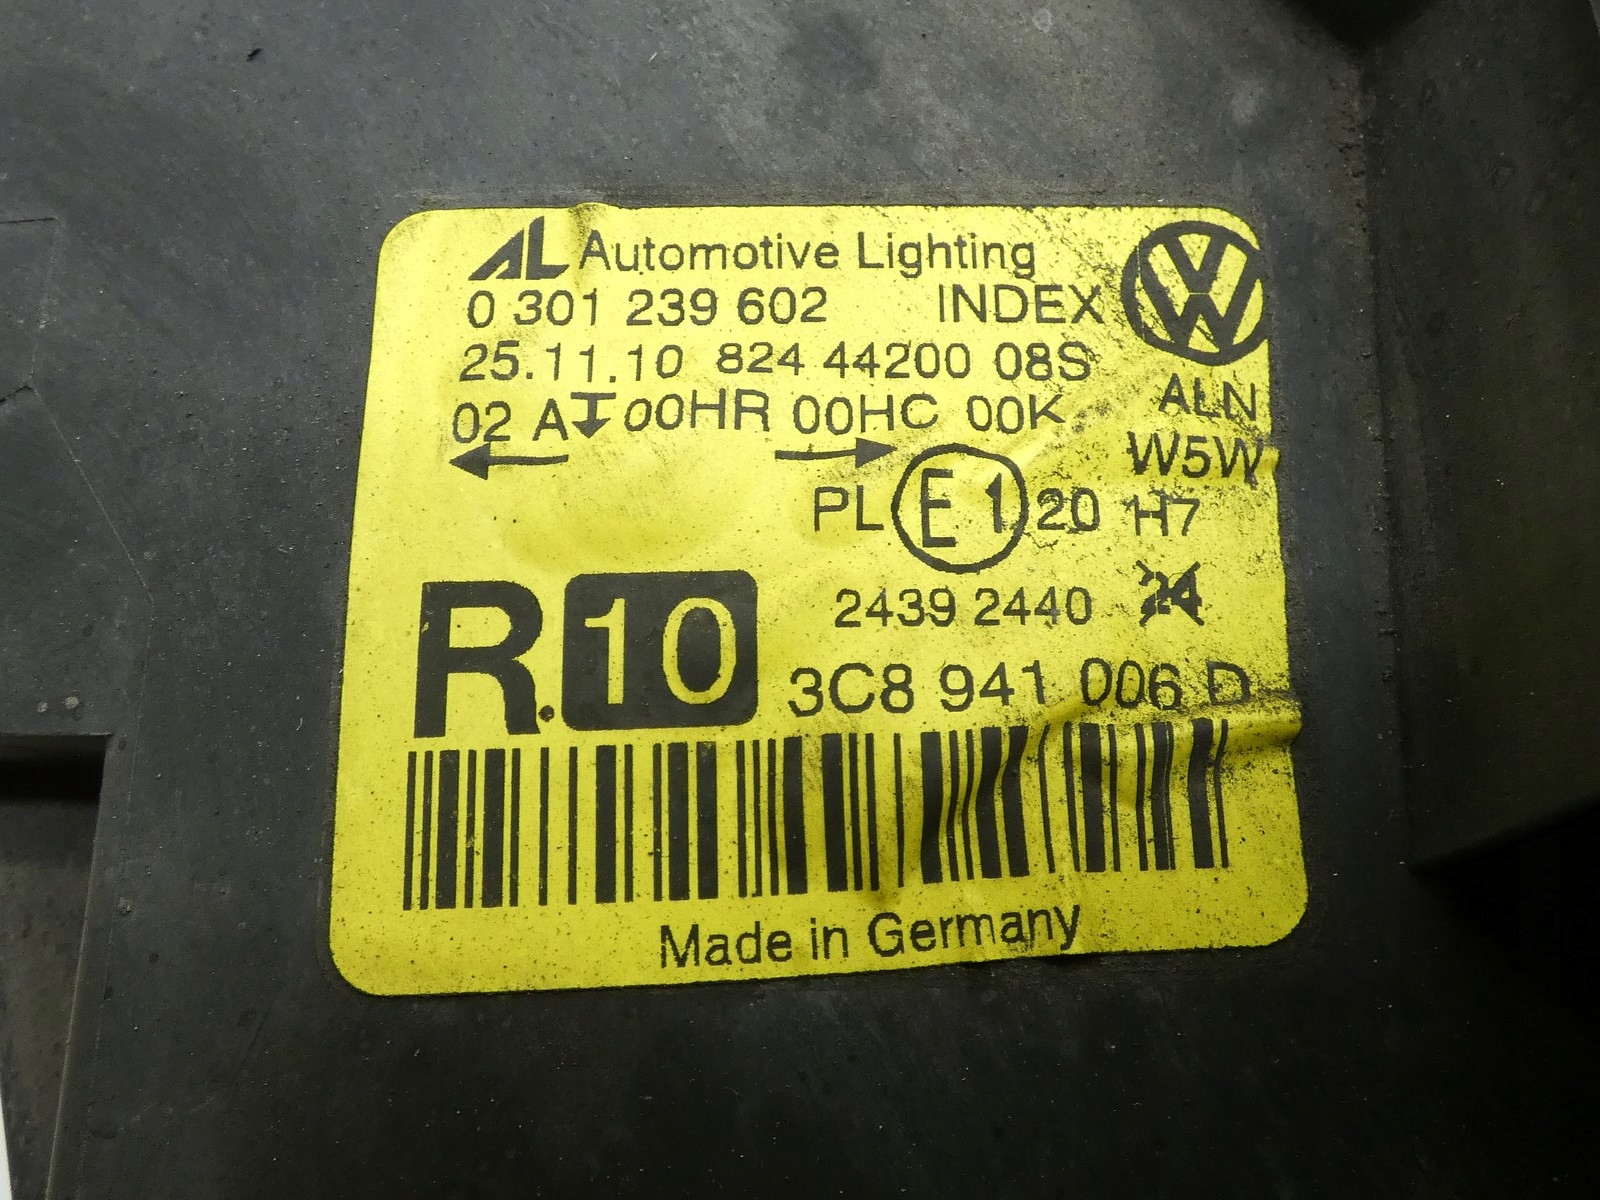 AL Automotive Lighting
0 301 239 602 INDEX
25.11.10 824 44200 08S
ALN
02 A I 00HR 00HC 00K
W5W
PL E1 20 H7
2439 2440 24
R.10 3C8 941 006 D
Made in Germany